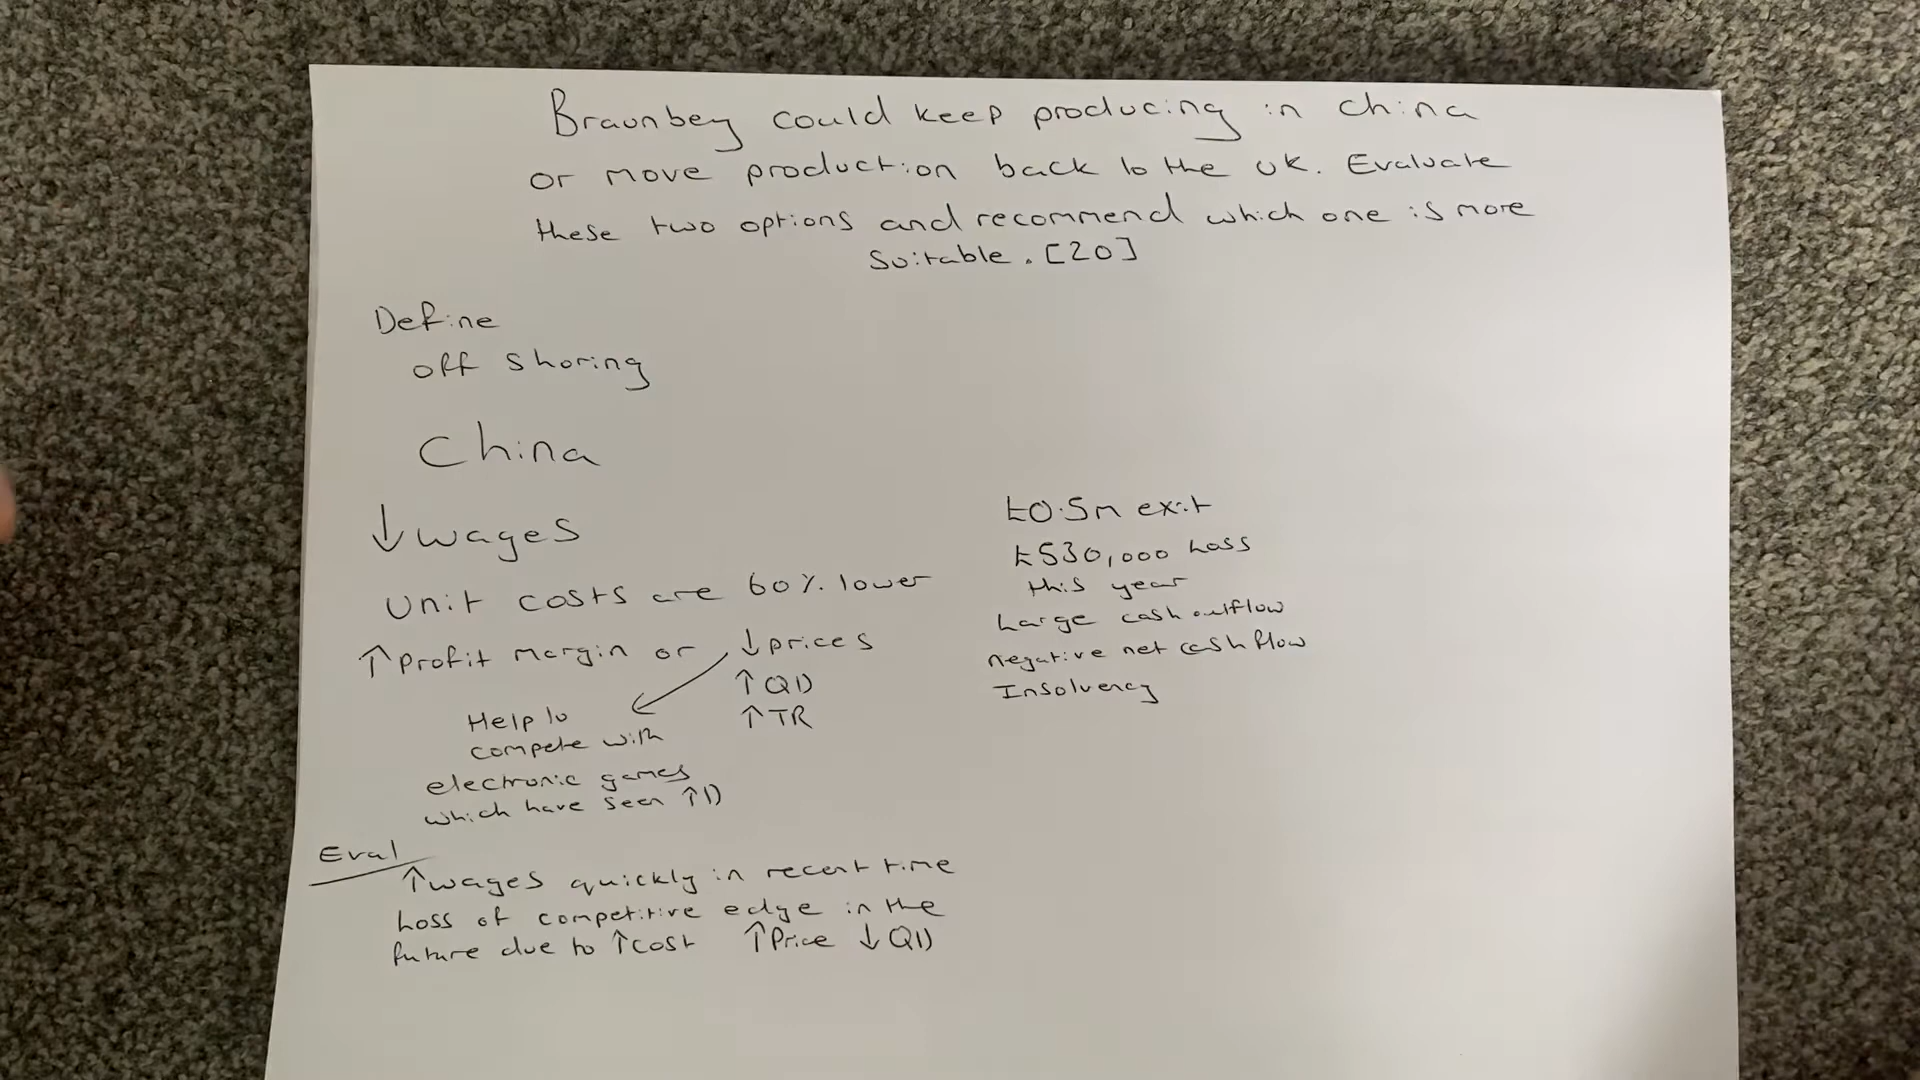 Braunbey could keep producing in china
or move production back to the UK. Evaluate
these two options and recommend which one is more
suitable. [20]
Define
off shoring
China
↓ wages
Unit costs are 60% lower
↑ profit margin or ↓ prices
↑ QD
↑ TR
Help to
compete with
electronic games
which have seen ↑D
Eval
↑ wages quickly in recent time
Loss of competitive edge in the
future due to ↑ cost ↑ Price ↓ QD
£0.5m exit
£530,000 Loss
this year
Large cash outflow
negative net cash flow
Insolvency